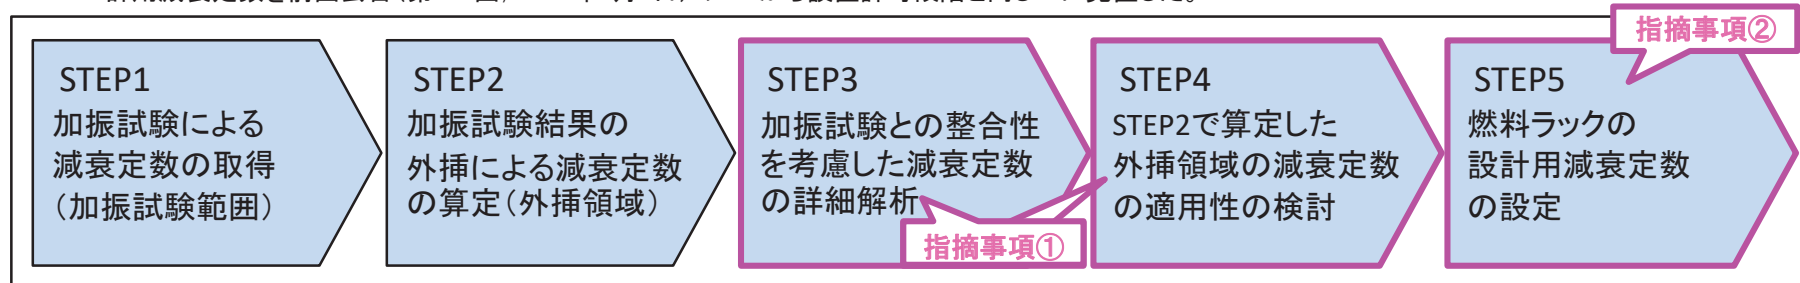 指摘事項②
STEP1
加振試験による
減衰定数の取得
（加振試験範囲）
STEP2
加振試験結果の
外挿による減衰定数
の算定（外挿領域）
STEP3
加振試験との整合性
を考慮した減衰定数
の詳細解析
指摘事項①
STEP4
STEP2で算定した
外挿領域の減衰定数
の適用性の検討
STEP5
燃料ラックの
設計用減衰定数
の設定